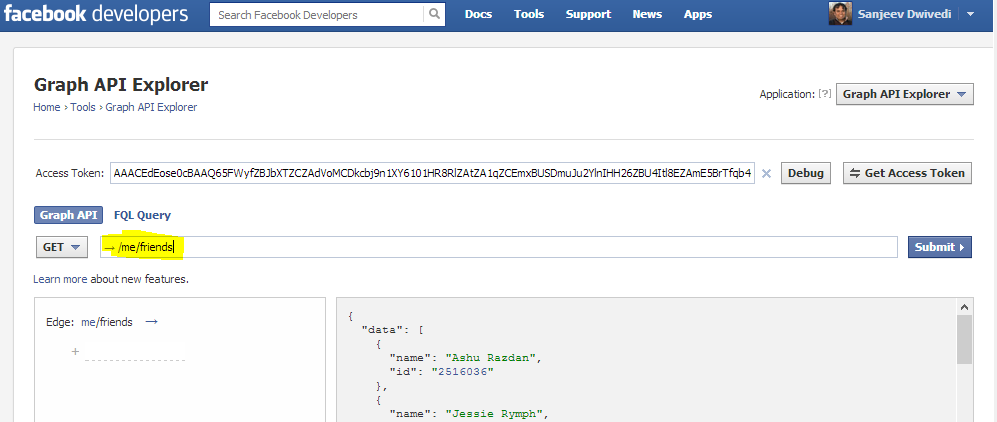 facebook developers Search Facebook Developers Docs Tools Support News Apps Sanjeev Dwivedi
Graph API Explorer
Home › Tools › Graph API Explorer
Application: [?] Graph API Explorer
Access Token: AAACEdEose0cBAAQ65FWyfZBJbXTZCZAdVoMCDkcbj9n1XY6101HR8RlZAtZA1qZCEmxBUSDmuJu2YlnIHH26ZBU4Itl8EZAmE5BrTfqb4 Debug Get Access Token
Graph API FQL Query
GET → /me/friends Submit
Learn more about new features.
Edge: me/friends →
+
{
"data": [
{
"name": "Ashu Razdan",
"id": "2516036"
},
{
"name": "Jessie Rymph",